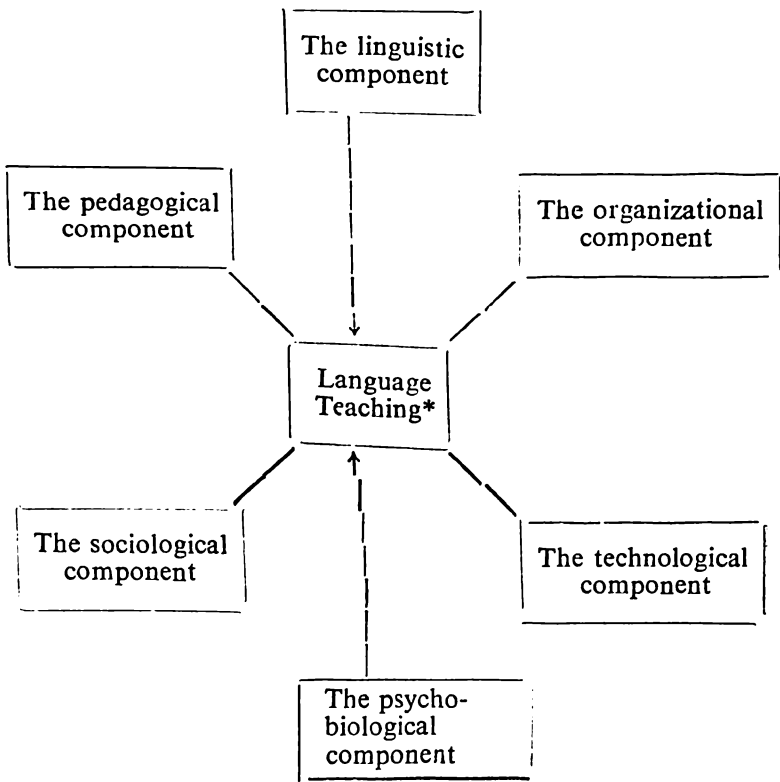 The linguistic
component
The pedagogical
component
The organizational
component
Language
Teaching*
The sociological
component
The technological
component
The psycho-
biological
component